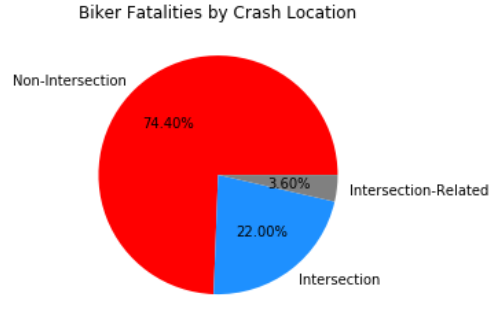 Biker Fatalities by Crash Location
Non-Intersection
74.40%
3.60%
Intersection-Related
22.00%
Intersection